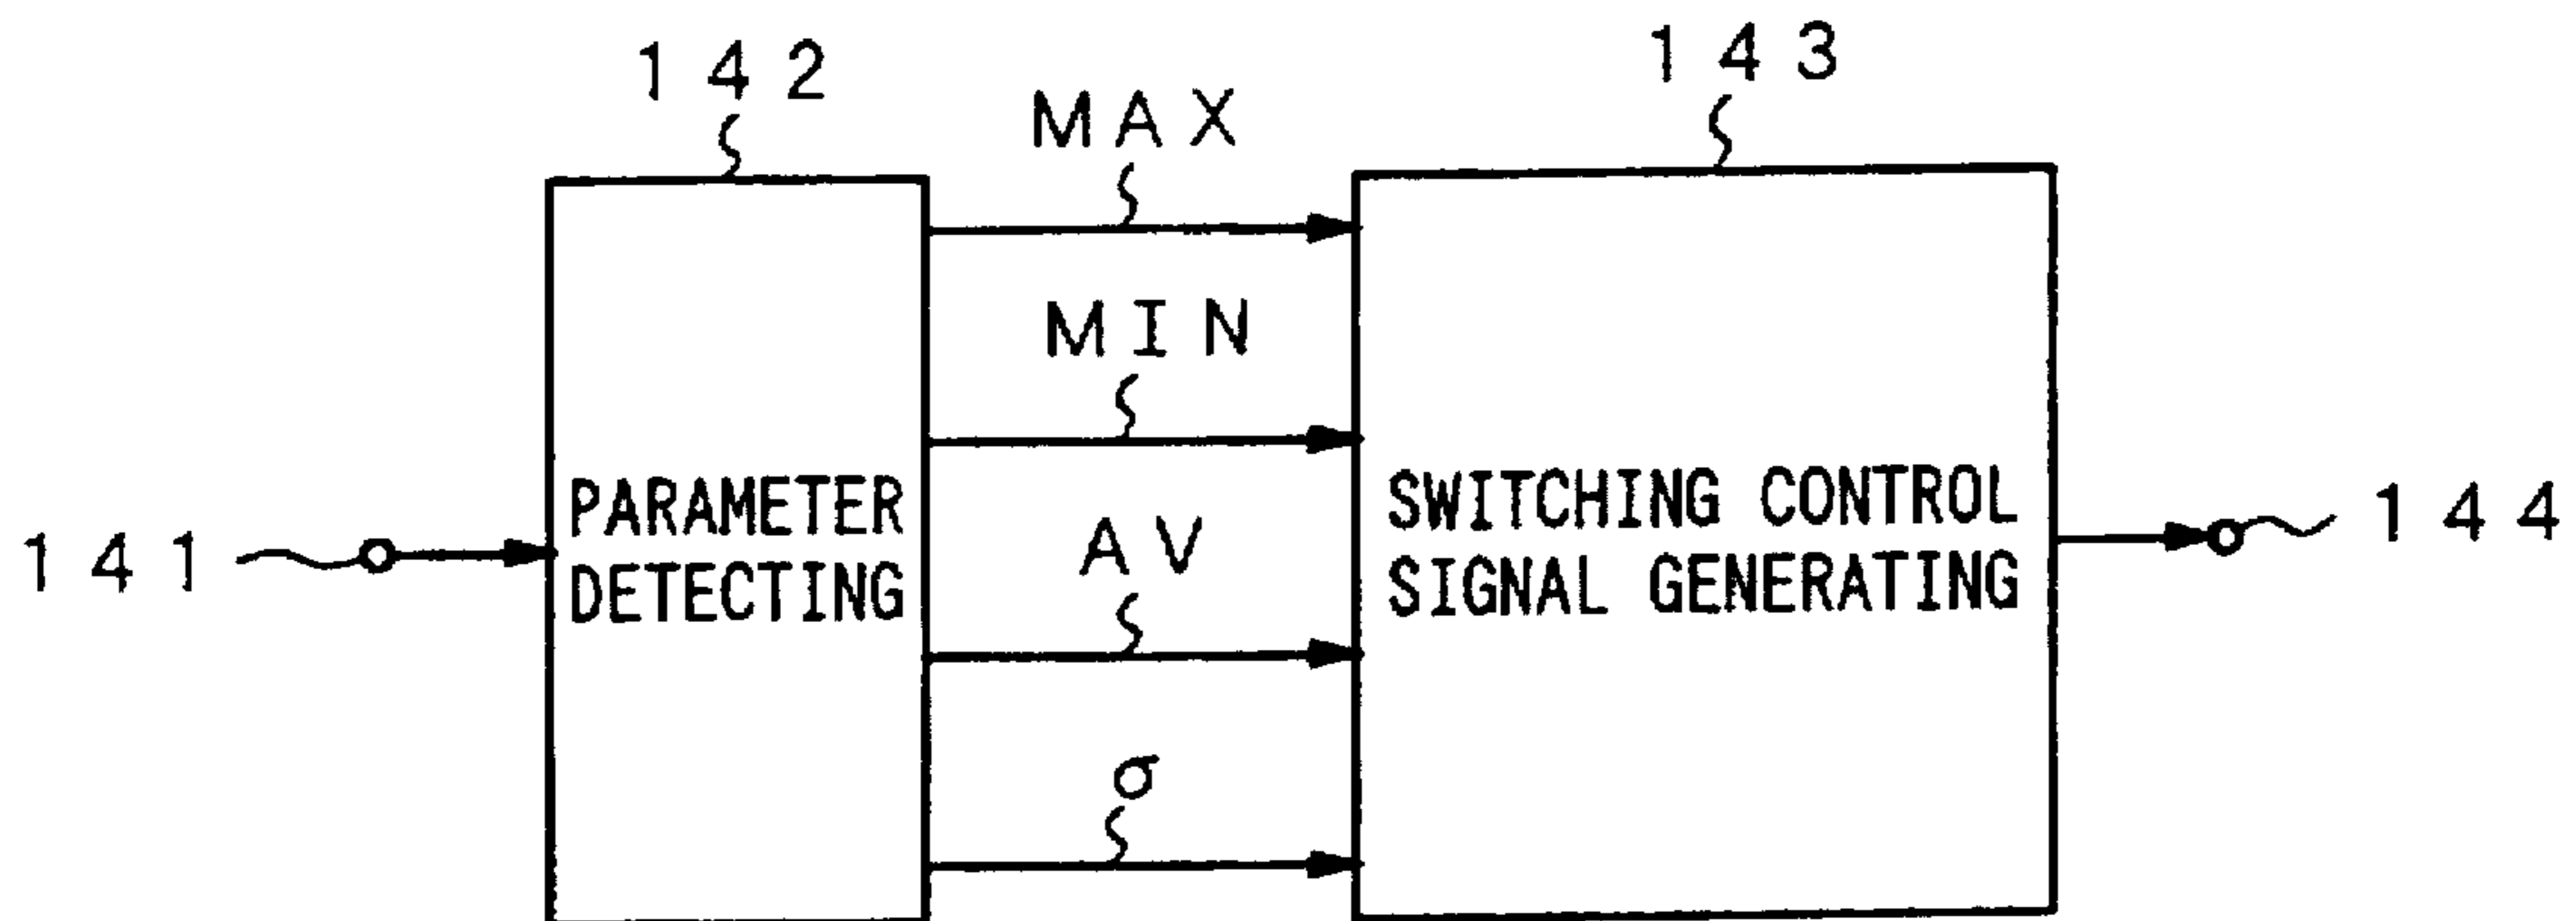 142
143
MAX
MIN
AV
σ
PARAMETER
DETECTING
SWITCHING CONTROL
SIGNAL GENERATING
141
144